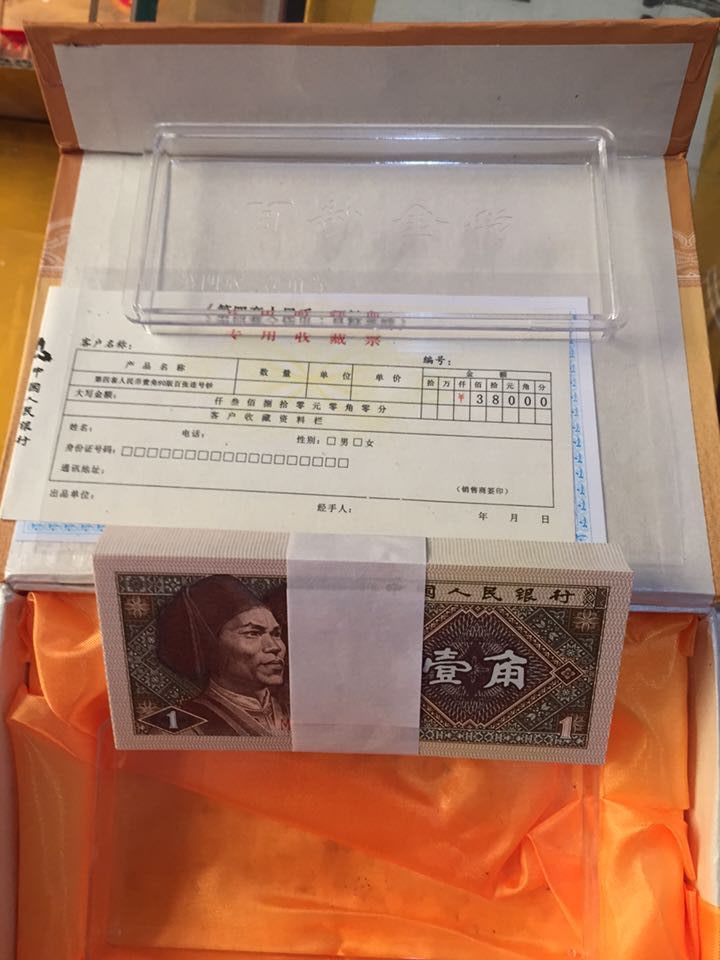 专用收藏票
客户名称：
编号：
产品名称 数量 单位 单价 金额
拾 万 仟 佰 拾 元 角 分
第四套人民币壹角80版百张连号钞 ¥ 3 8 0 0 0
大写金额： 仟 叁 佰 捌 拾 零 元 零 角 零 分
客户收藏资料栏
姓名： 电话： 性别：□男□女
身份证号码：□□□□□□□□□□□□□□□□□□
通讯地址： （销售商签印）
出品单位： 经手人： 年 月 日
中国人民银行
国人民银行
壹角
1
1